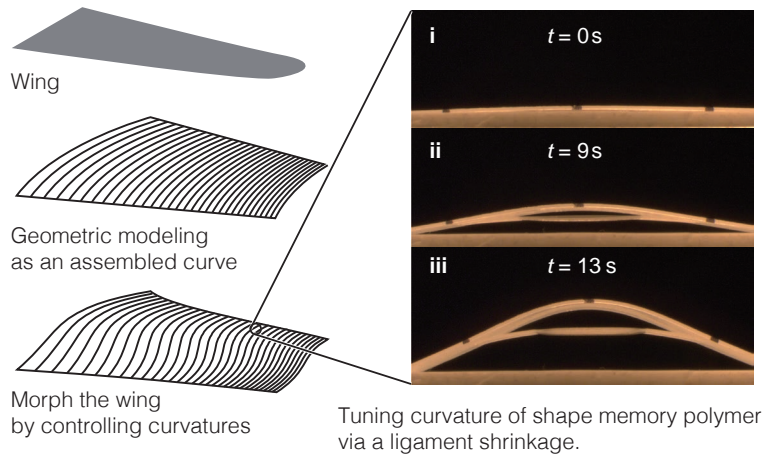 Wing
Geometric modeling
as an assembled curve
Morph the wing
by controlling curvatures
i
t = 0 s
ii
t = 9 s
iii
t = 13 s
Tuning curvature of shape memory polymer
via a ligament shrinkage.